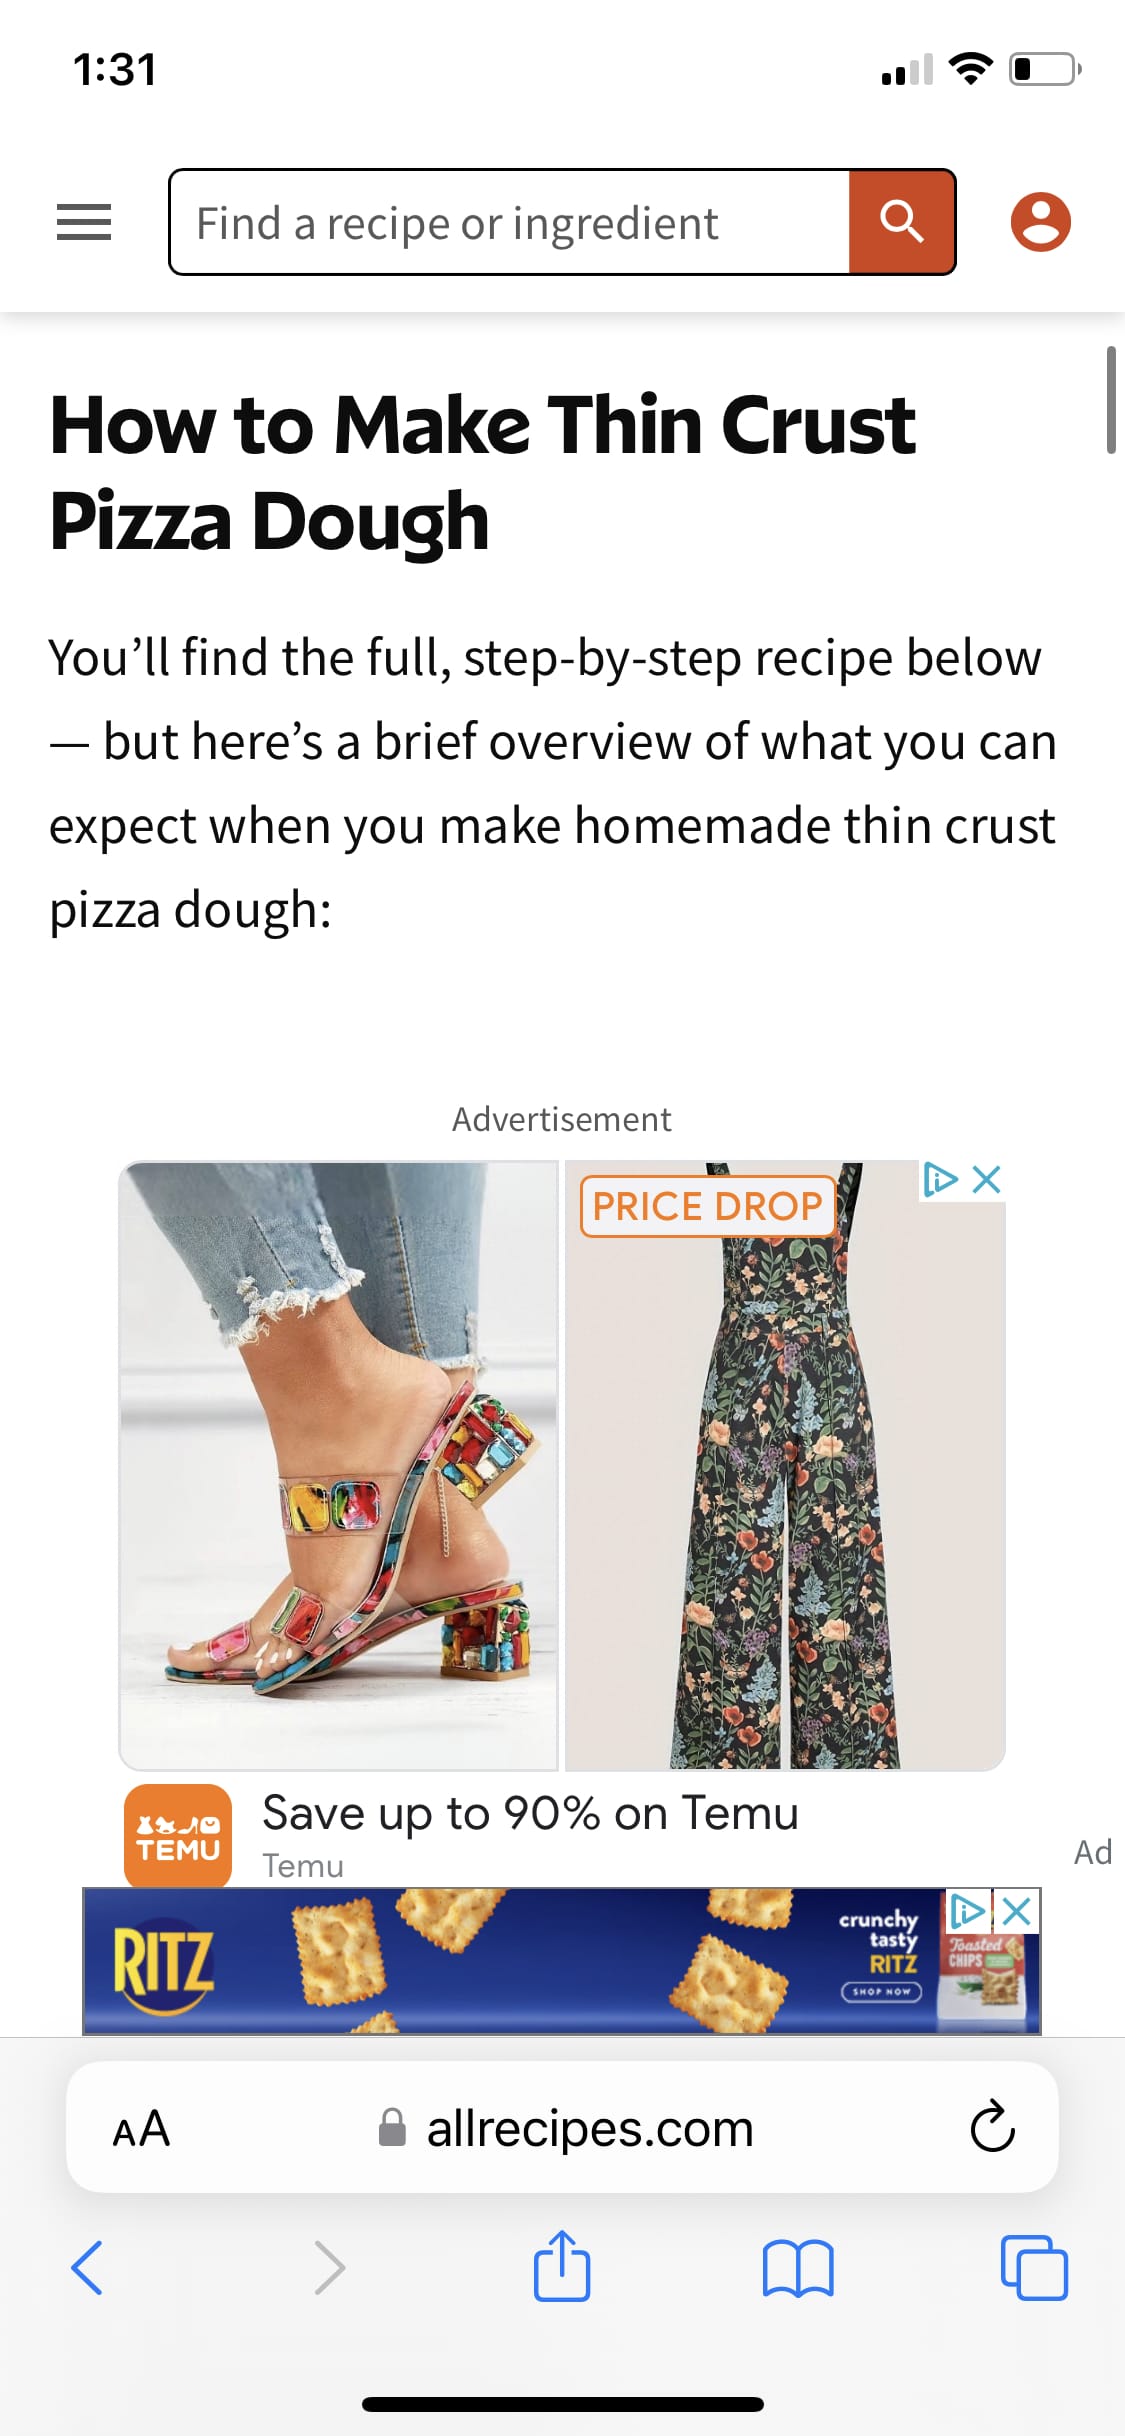 1:31
Find a recipe or ingredient
How to Make Thin Crust
Pizza Dough
You’ll find the full, step-by-step recipe below
— but here’s a brief overview of what you can
expect when you make homemade thin crust
pizza dough:
Advertisement
PRICE DROP
TEMU
Save up to 90% on Temu
Temu
Ad
RITZ
crunchy
tasty
RITZ
SHOP NOW
Toasted
CHIPS
AA
allrecipes.com